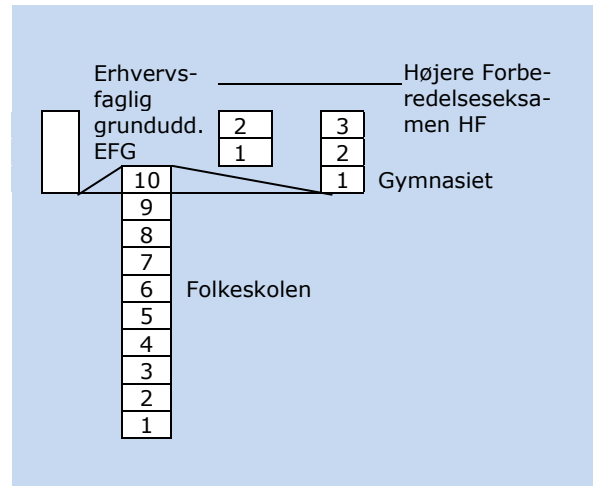 Erhvervs-
faglig
grundudd.
EFG
Højere Forbe-
redelseseksa-
men HF
2
1
3
2
1
Gymnasiet
10
9
8
7
6
Folkeskolen
5
4
3
2
1